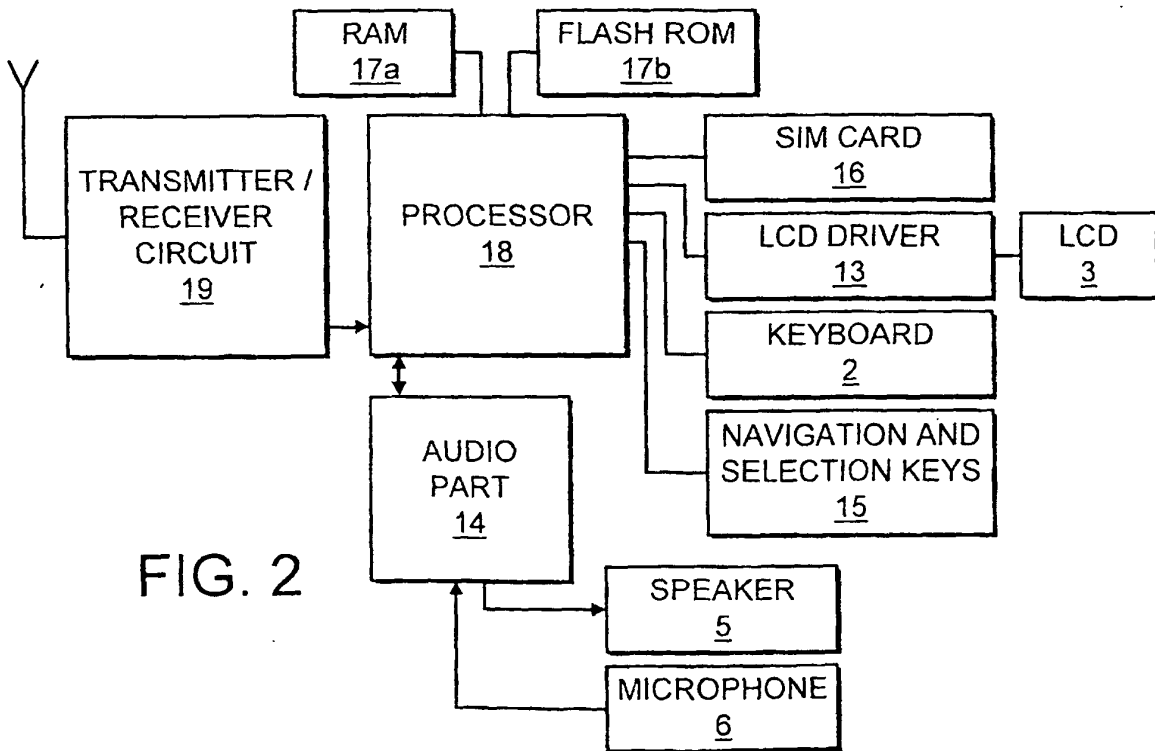 RAM
17a
FLASH ROM
17b
TRANSMITTER /
RECEIVER
CIRCUIT
19
PROCESSOR
18
SIM CARD
16
LCD DRIVER
13
LCD
3
KEYBOARD
2
NAVIGATION AND
SELECTION KEYS
15
AUDIO
PART
14
FIG. 2
SPEAKER
5
MICROPHONE
6